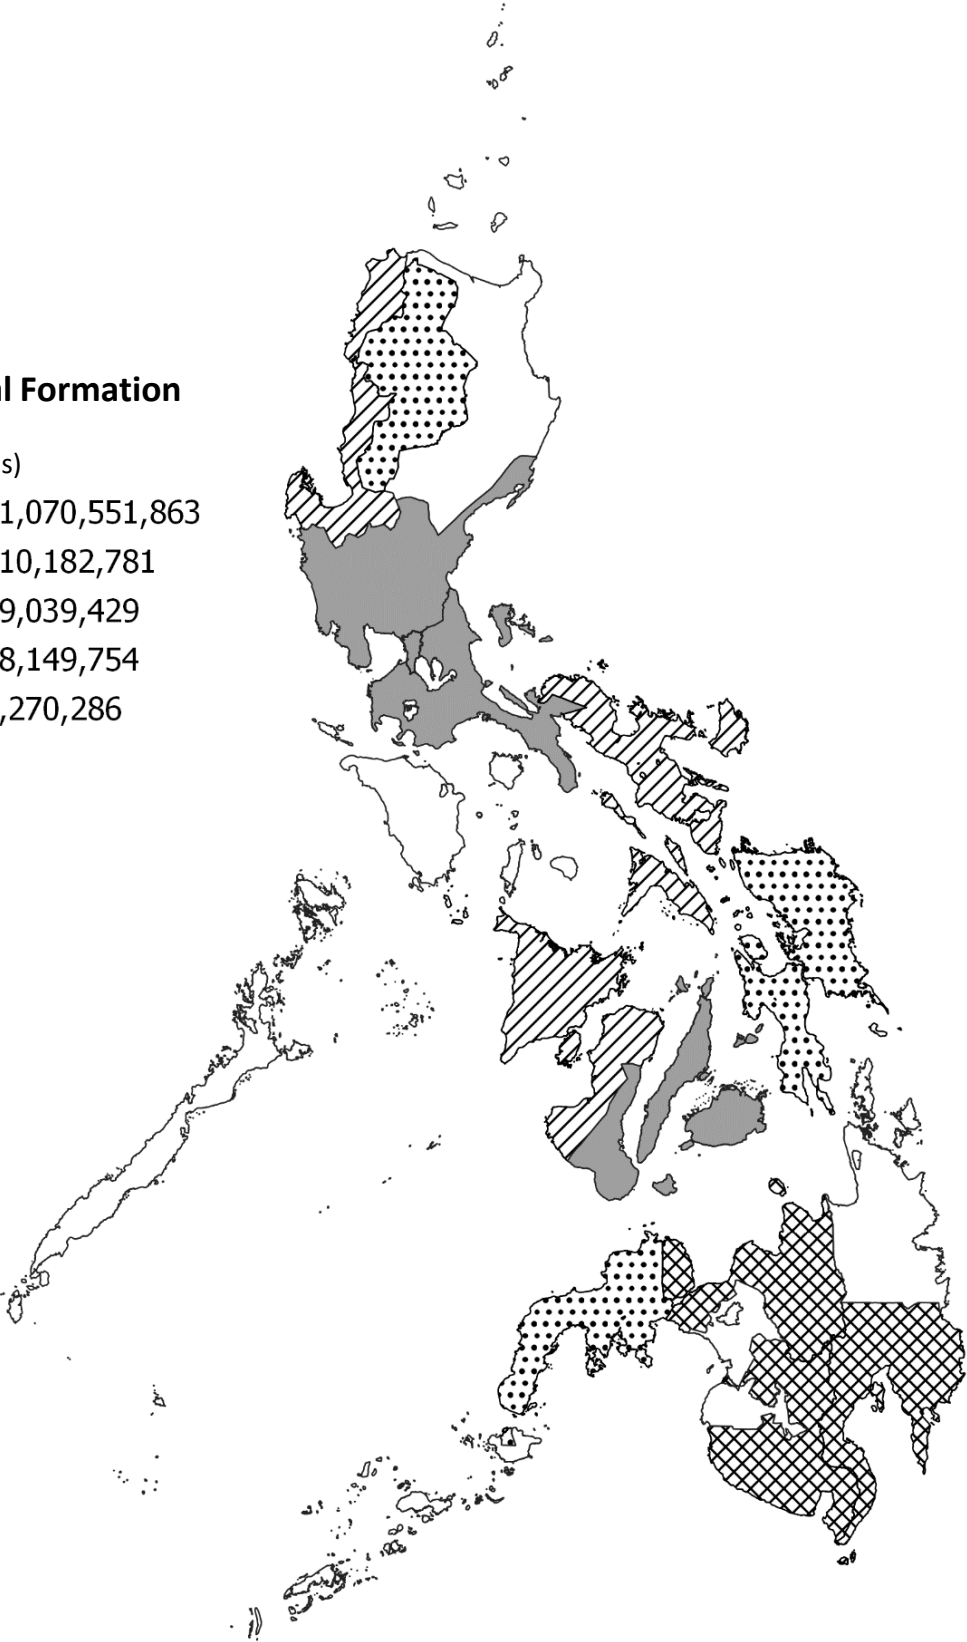 l Formation
s)
1,070,551,863
10,182,781
9,039,429
8,149,754
,270,286